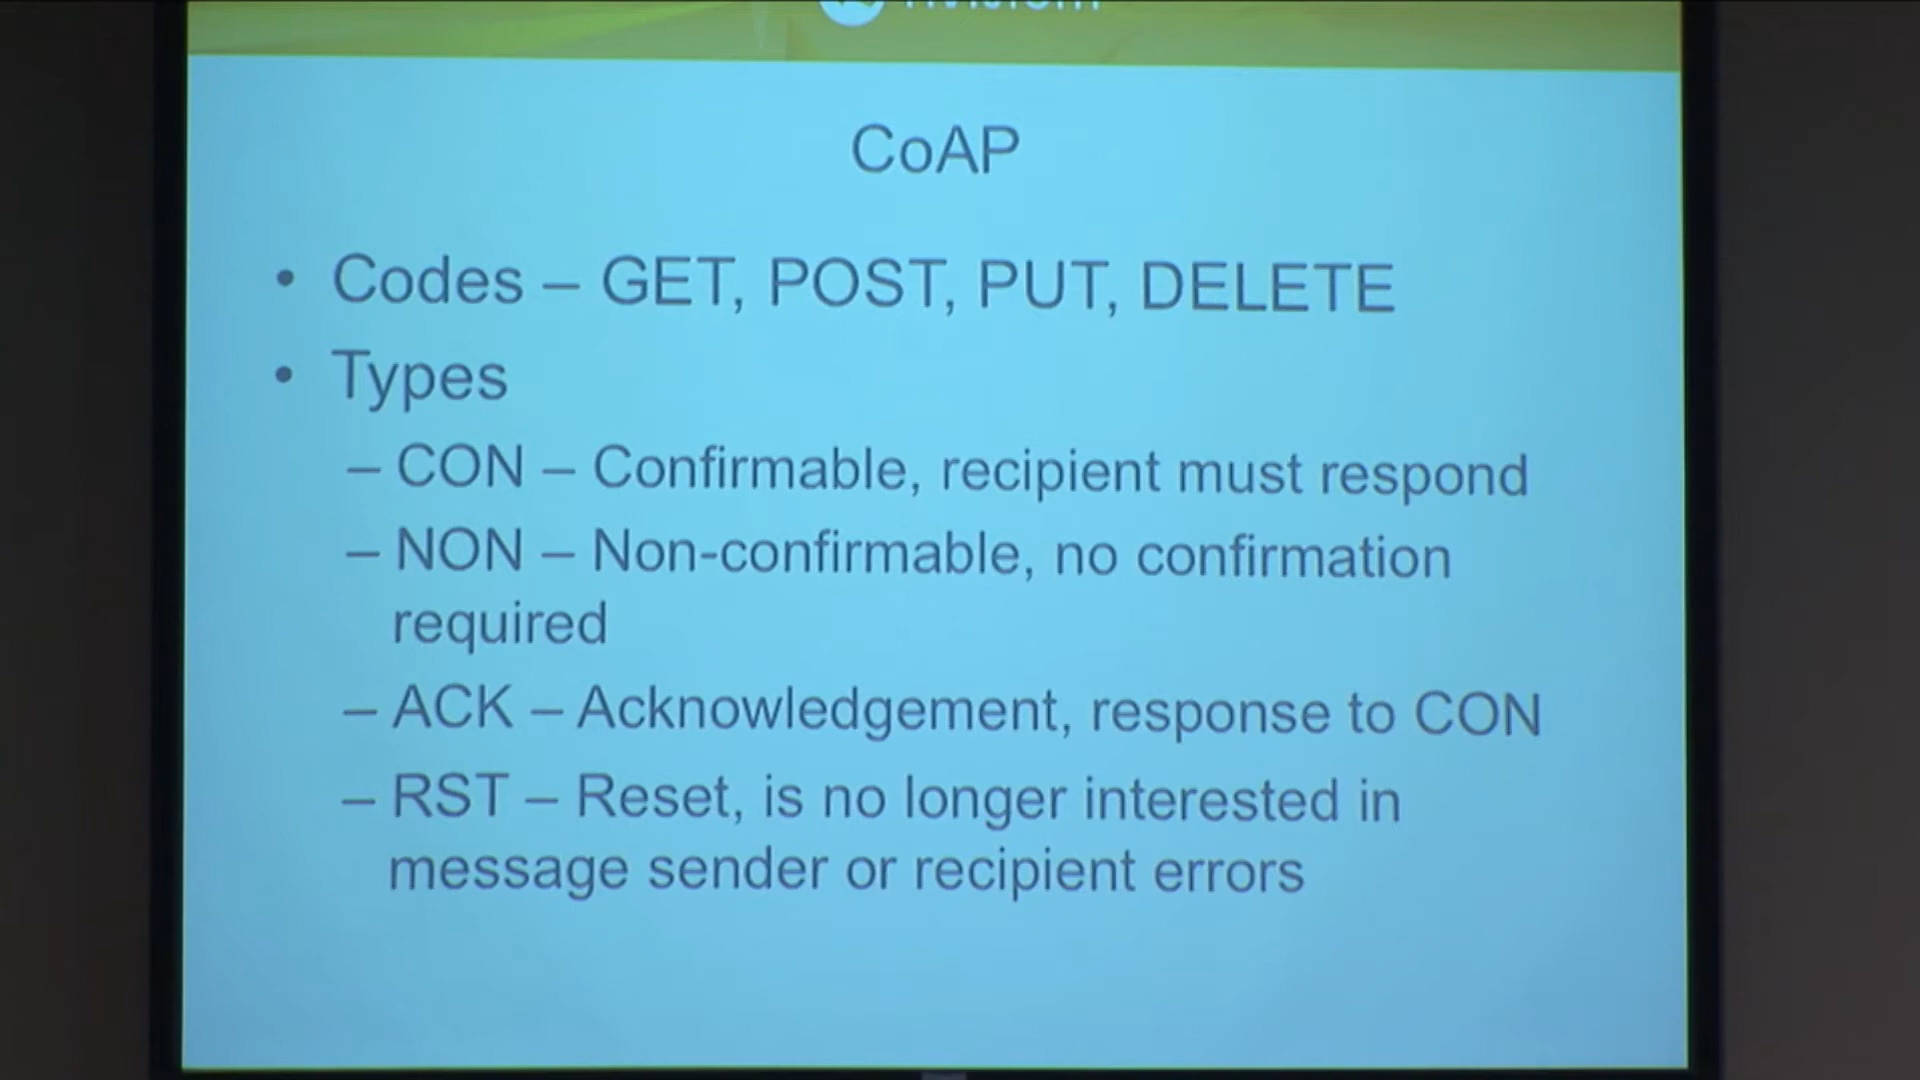 CoAP
• Codes – GET, POST, PUT, DELETE
• Types
– CON – Confirmable, recipient must respond
– NON – Non-confirmable, no confirmation
required
– ACK – Acknowledgement, response to CON
– RST – Reset, is no longer interested in
message sender or recipient errors